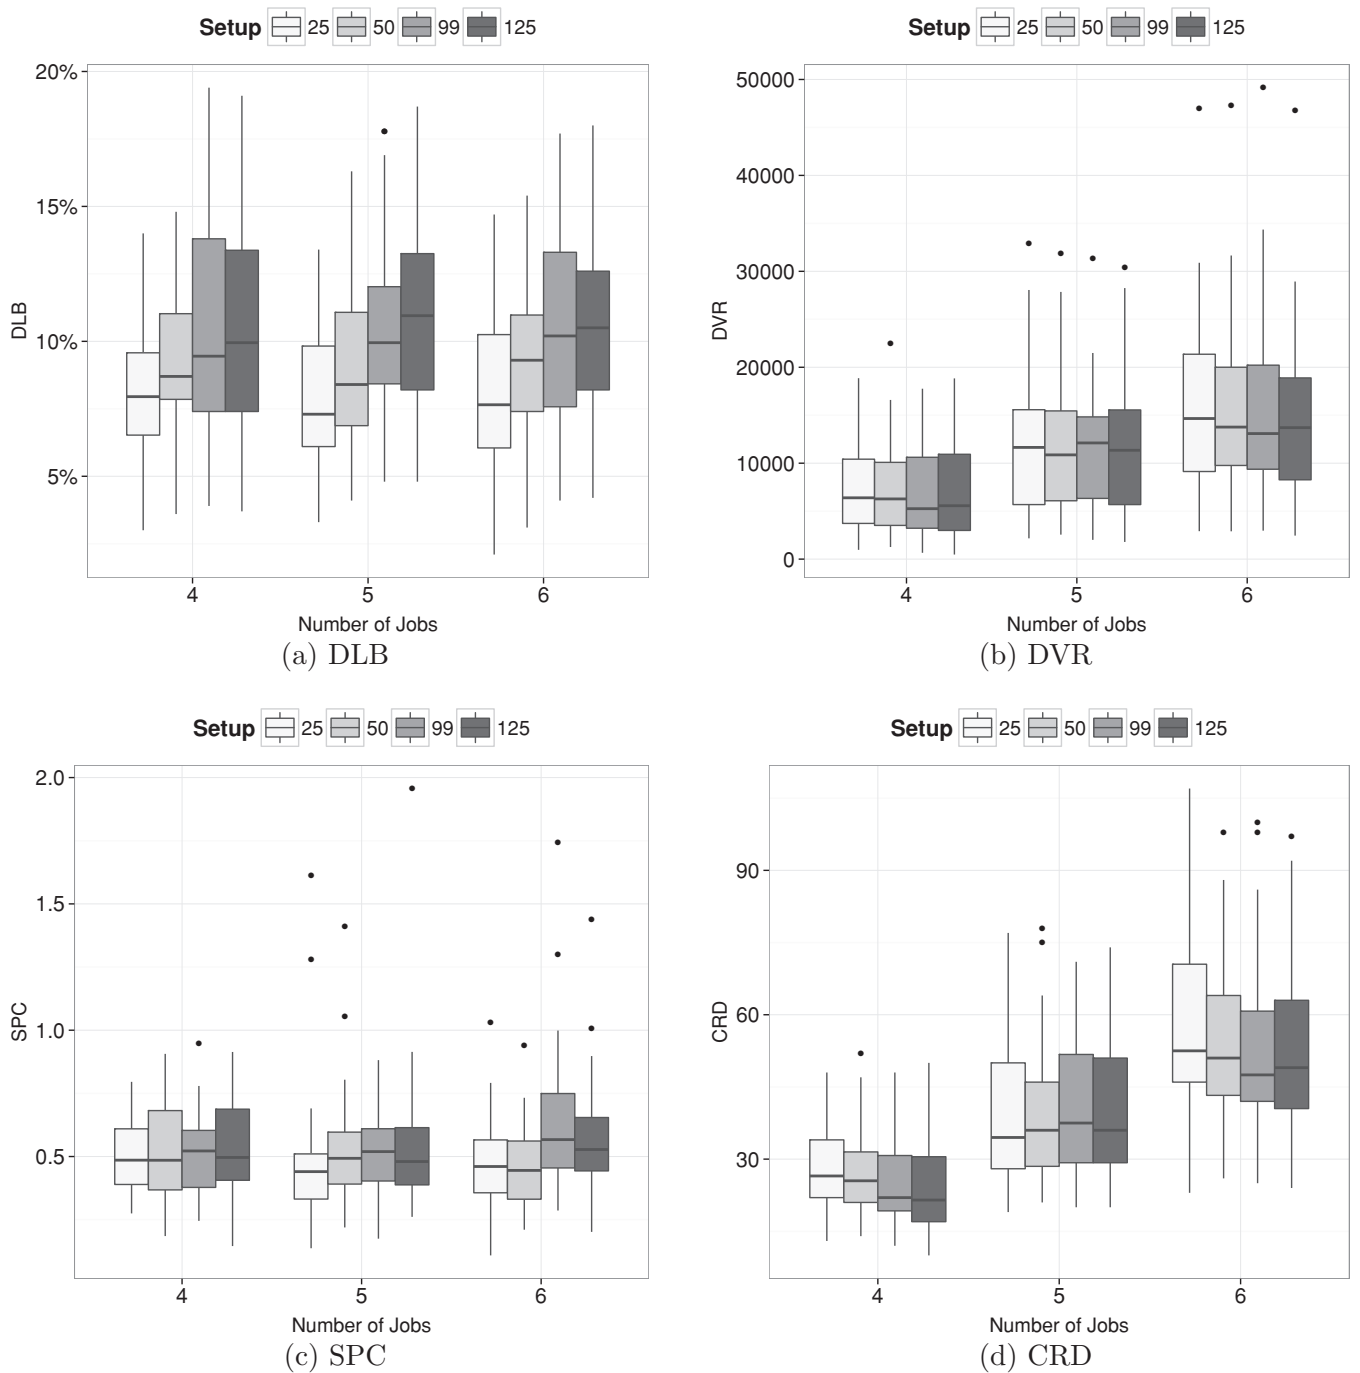 Setup 25 50 99 125
20%
15%
10%
5%
DLB
4 5 6
Number of Jobs
(a) DLB
Setup 25 50 99 125
50000
40000
30000
20000
10000
0
DVR
4 5 6
Number of Jobs
(b) DVR
Setup 25 50 99 125
2.0
1.5
1.0
0.5
SPC
4 5 6
Number of Jobs
(c) SPC
Setup 25 50 99 125
90
60
30
CRD
4 5 6
Number of Jobs
(d) CRD